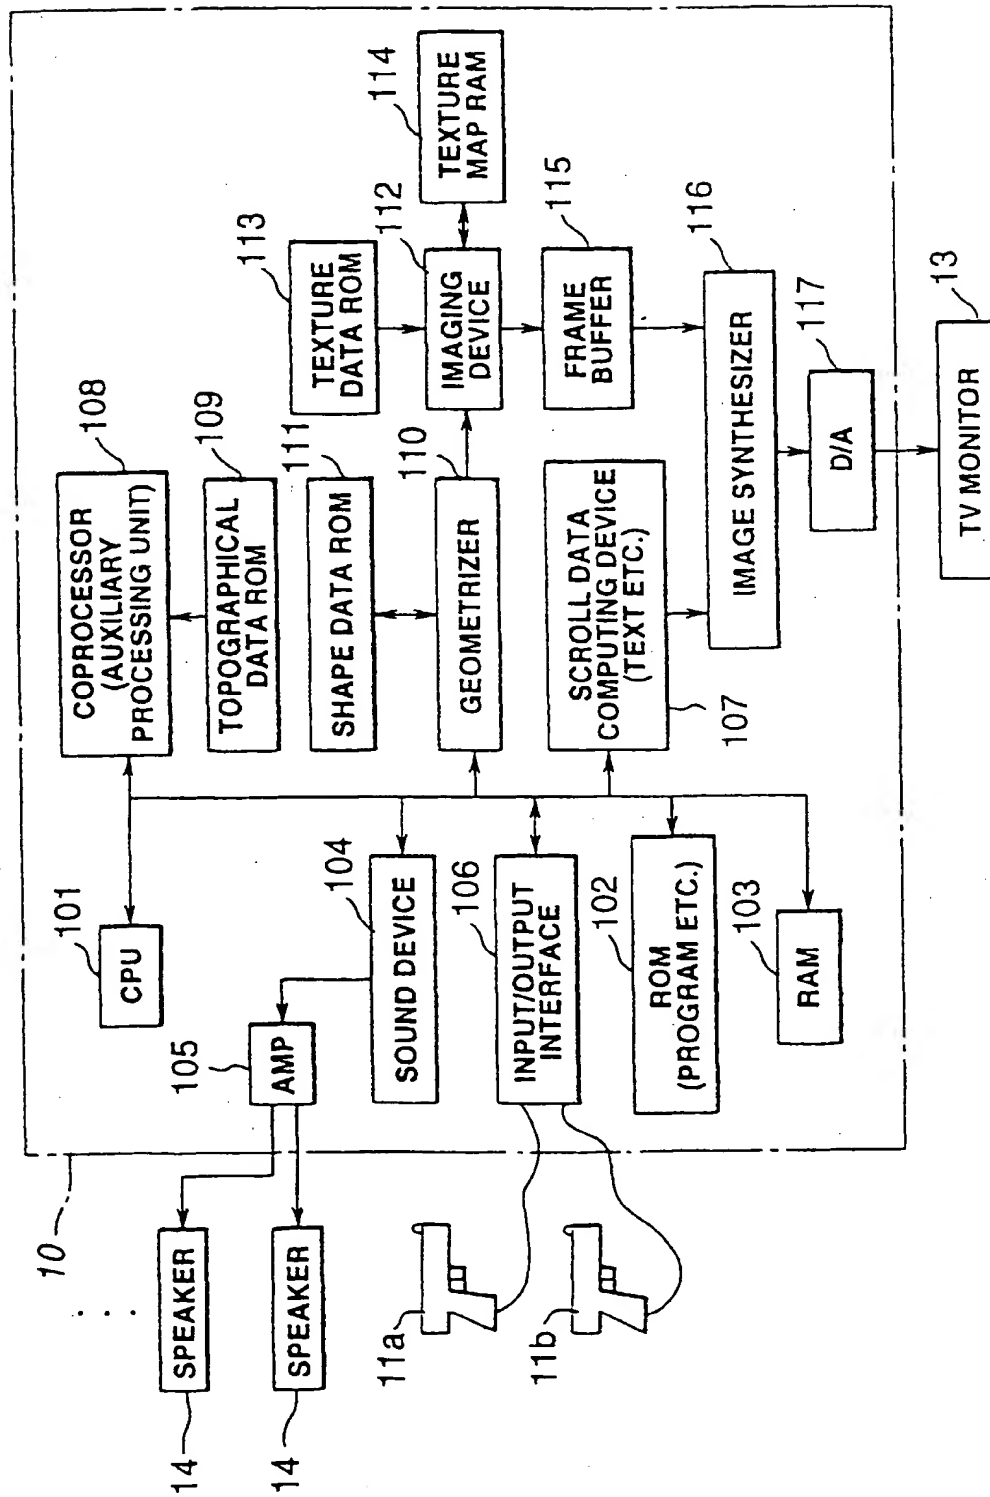 10
101
CPU
COPROCESSOR
(AUXILIARY
PROCESSING UNIT)
108
TOPOGRAPHICAL
DATA ROM
109
113
TEXTURE
DATA ROM
114
TEXTURE
MAP RAM
SHAPE DATA ROM
111
112
IMAGING
DEVICE
GEOMETRIZER
110
115
FRAME
BUFFER
SCROLL DATA
COMPUTING DEVICE
(TEXT ETC.)
107
116
IMAGE SYNTHESIZER
117
D/A
13
TV MONITOR
105
AMP
104
SOUND DEVICE
106
INPUT/OUTPUT
INTERFACE
102
ROM
(PROGRAM ETC.)
103
RAM
SPEAKER
14
SPEAKER
14
11a
11b